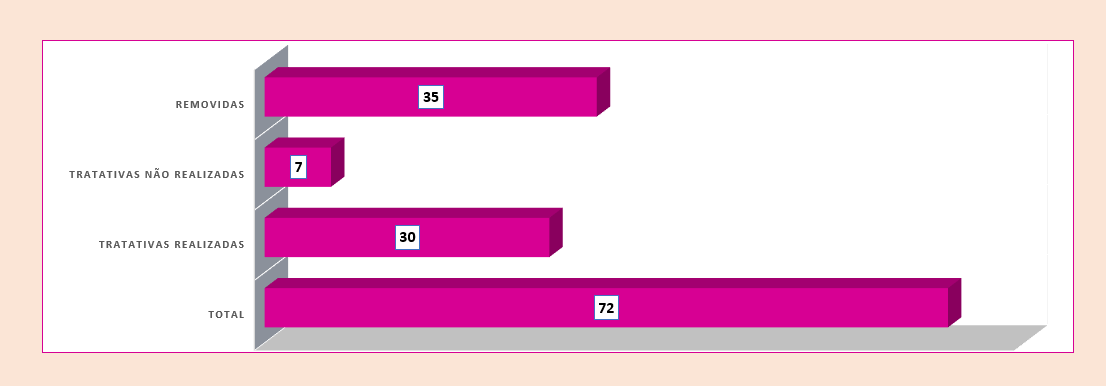 REMOVIDAS
35
TRATATIVAS NÃO REALIZADAS
7
TRATATIVAS REALIZADAS
30
TOTAL
72